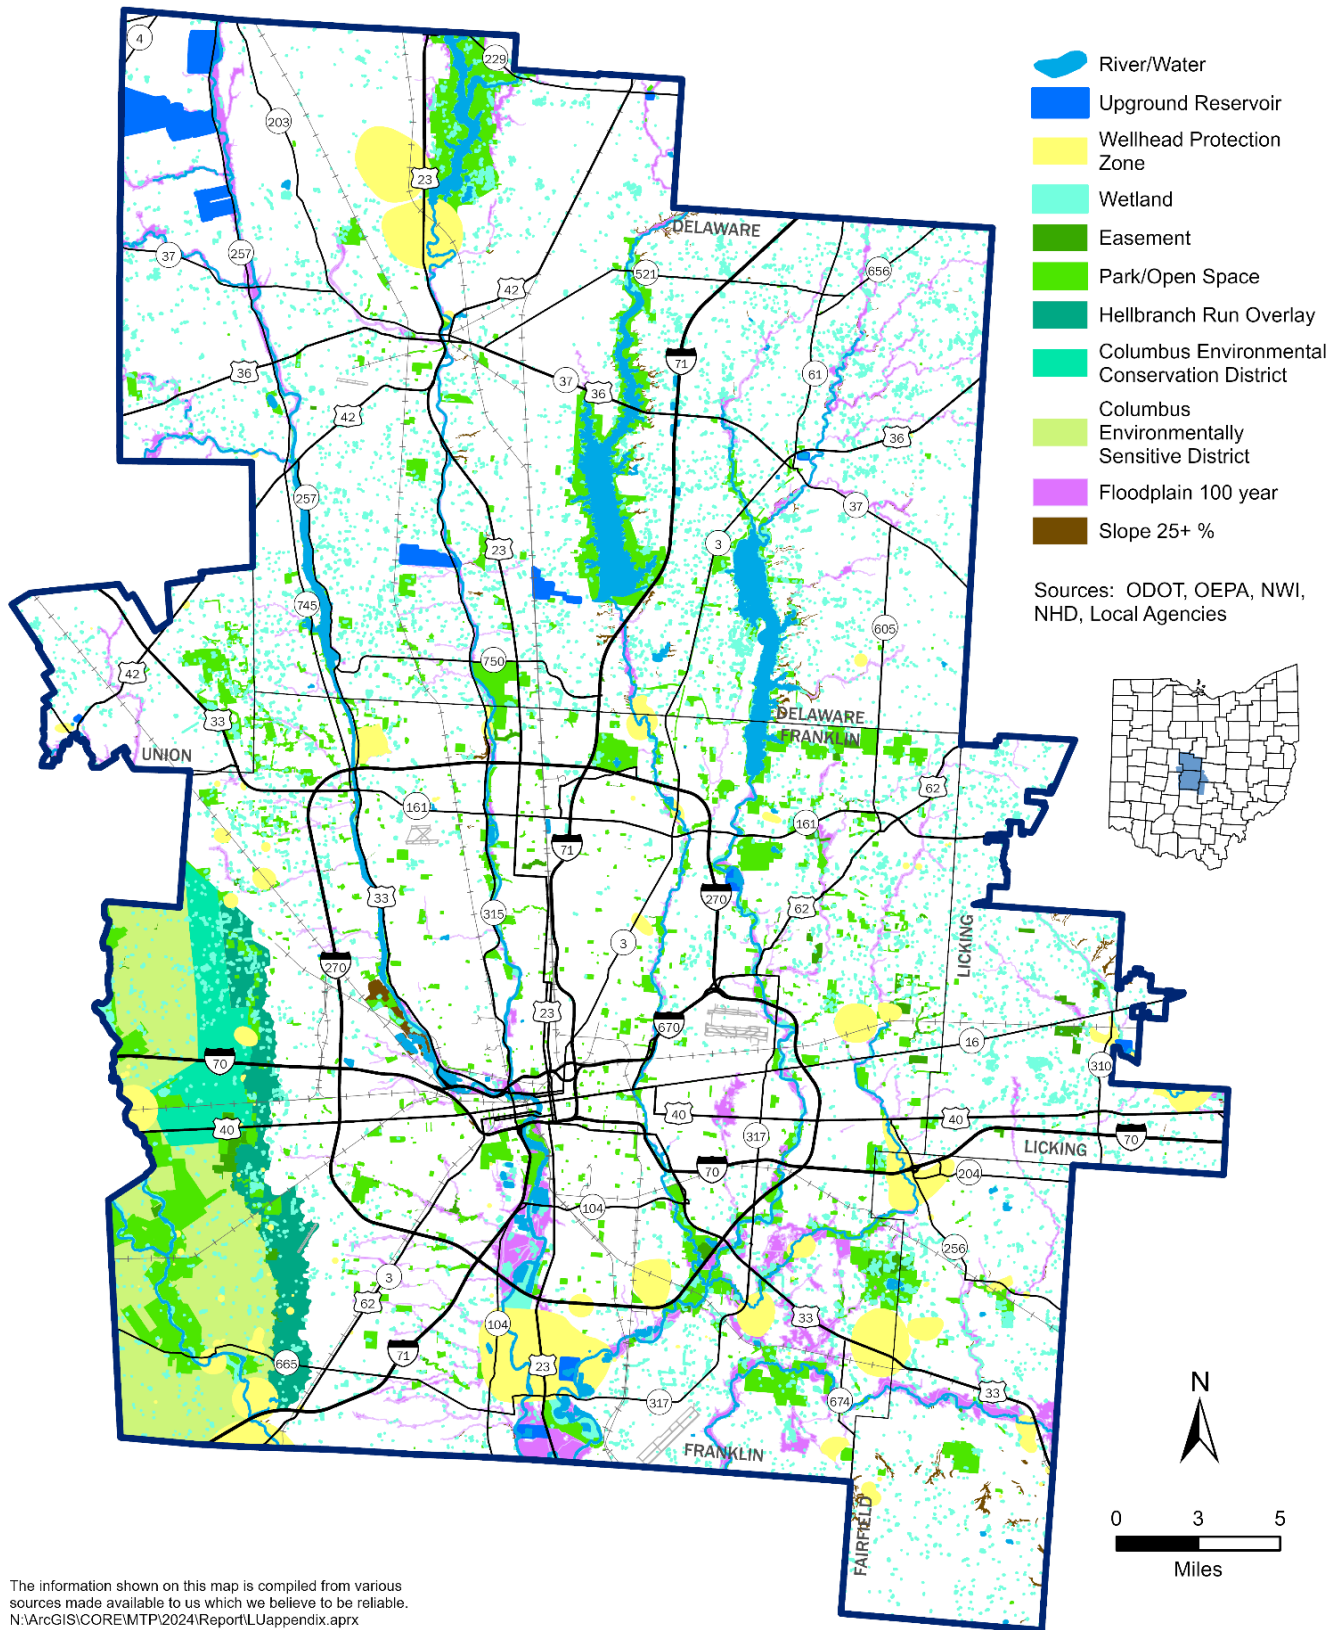 4
229
203
23
DELAWARE
37
257
656
521
42
71
36
61
37
36
42
36
257
37
23
3
745
605
750
42
33
DELAWARE
FRANKLIN
UNION
62
161
161
71
33
270
62
315
3
LICKING
270
23
670
16
70
310
40
40
40
317
70
LICKING
70
204
104
256
3
62
33
104
71
23
665
33
317
674
FRANKLIN
FAIRFIELD
River/Water
Upground Reservoir
Wellhead Protection
Zone
Wetland
Easement
Park/Open Space
Hellbranch Run Overlay
Columbus Environmental
Conservation District
Columbus
Environmentally
Sensitive District
Floodplain 100 year
Slope 25+ %
Sources:  ODOT, OEPA, NWI,
NHD, Local Agencies
N
0 3 5
Miles
The information shown on this map is compiled from various
sources made available to us which we believe to be reliable.
N:\ArcGIS\CORE\MTP\2024\Report\LUappendix.aprx